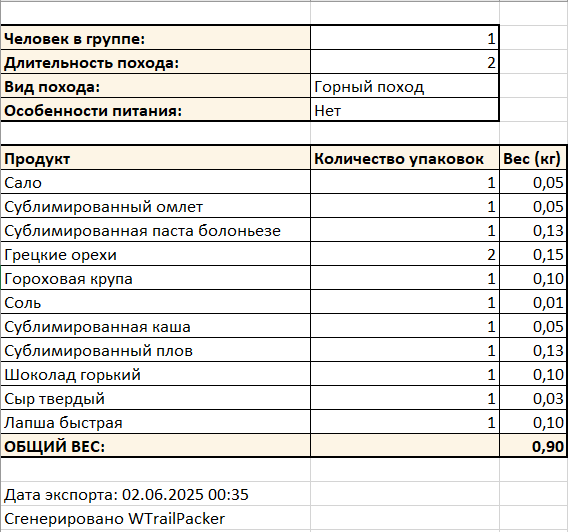 Человек в группе: 1
Длительность похода: 2
Вид похода: Горный поход
Особенности питания: Нет
Продукт Количество упаковок Вес (кг)
Сало 1 0,05
Сублимированный омлет 1 0,05
Сублимированная паста болоньезе 1 0,13
Грецкие орехи 2 0,15
Гороховая крупа 1 0,10
Соль 1 0,01
Сублимированная каша 1 0,05
Сублимированный плов 1 0,13
Шоколад горький 1 0,10
Сыр твердый 1 0,03
Лапша быстрая 1 0,10
ОБЩИЙ ВЕС: 0,90
Дата экспорта: 02.06.2025 00:35
Сгенерировано WTrailPacker